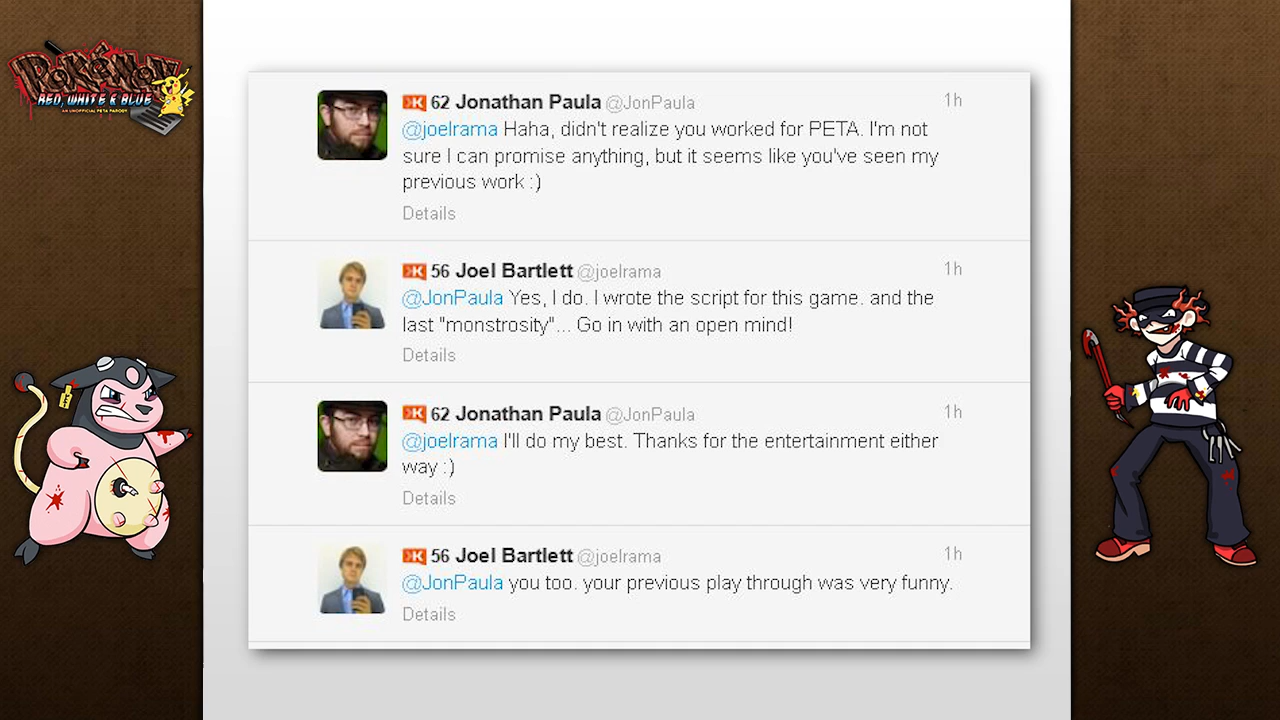 POKéMON
RED, WHITE & BLUE
AN UNOFFICIAL PETA PARODY
62 Jonathan Paula @JonPaula 1h
@joelrama Haha, didn't realize you worked for PETA. I'm not
sure I can promise anything, but it seems like you've seen my
previous work :)
Details
56 Joel Bartlett @joelrama 1h
@JonPaula Yes, I do. I wrote the script for this game. and the
last "monstrosity"... Go in with an open mind!
Details
62 Jonathan Paula @JonPaula 1h
@joelrama I'll do my best. Thanks for the entertainment either
way :)
Details
56 Joel Bartlett @joelrama 1h
@JonPaula you too. your previous play through was very funny.
Details